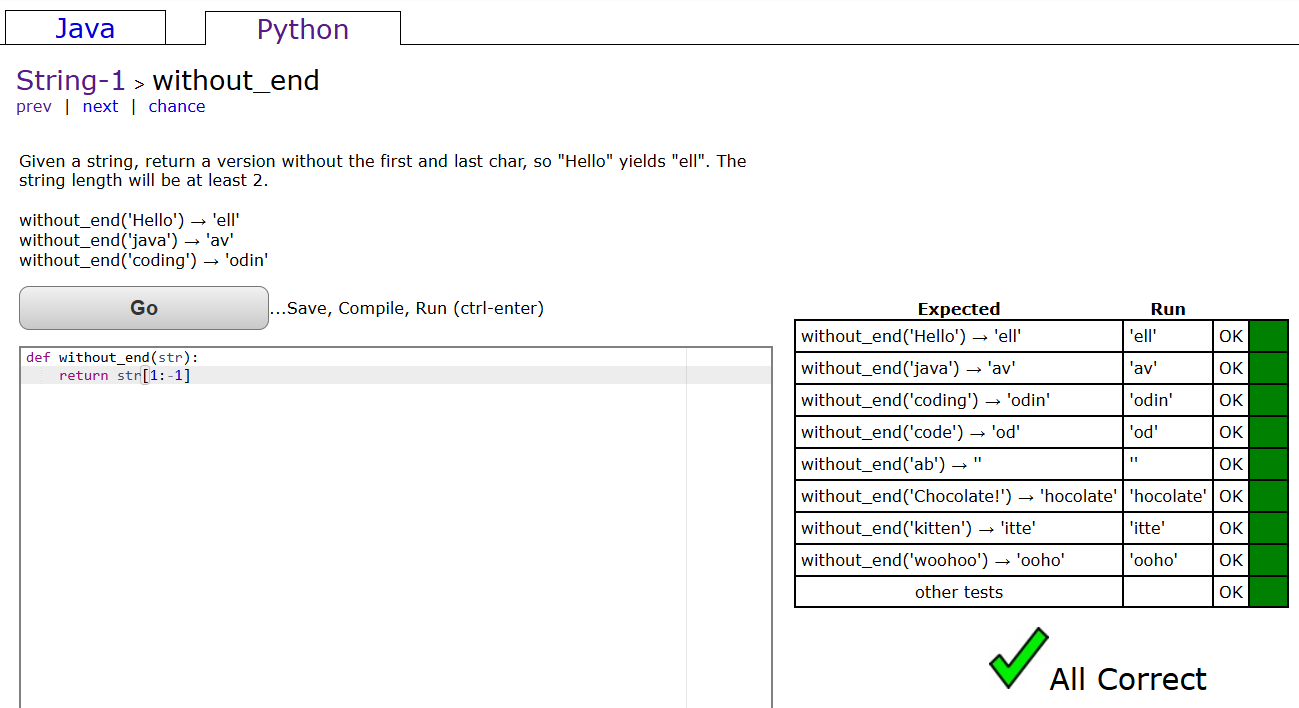 Java
Python
String-1 > without_end
prev | next | chance
Given a string, return a version without the first and last char, so "Hello" yields "ell". The
string length will be at least 2.
without_end('Hello') → 'ell'
without_end('java') → 'av'
without_end('coding') → 'odin'
Go ...Save, Compile, Run (ctrl-enter)
def without_end(str):
    return str[1:-1]
Expected Run
without_end('Hello') → 'ell' 'ell' OK
without_end('java') → 'av' 'av' OK
without_end('coding') → 'odin' 'odin' OK
without_end('code') → 'od' 'od' OK
without_end('ab') → '' '' OK
without_end('Chocolate!') → 'hocolate' 'hocolate' OK
without_end('kitten') → 'itte' 'itte' OK
without_end('woohoo') → 'ooho' 'ooho' OK
other tests OK
All Correct